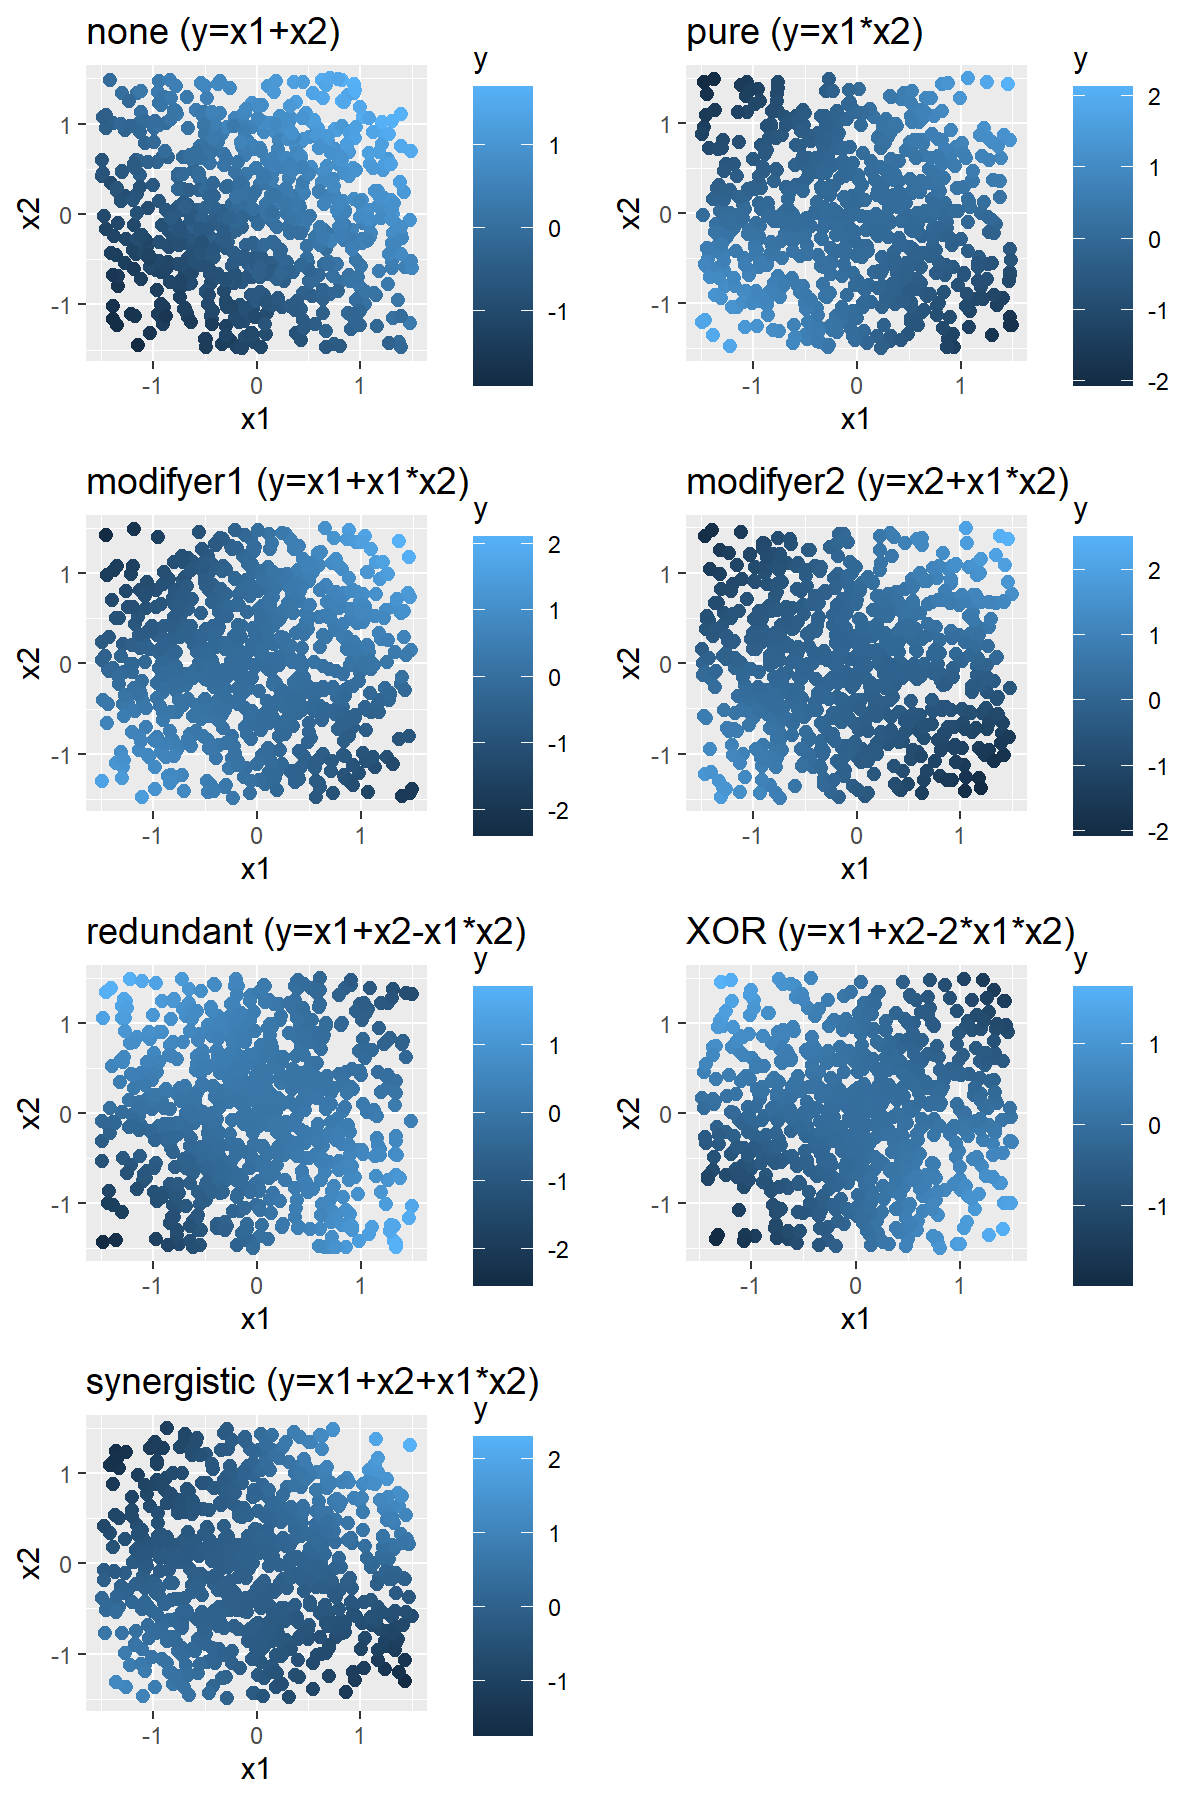 none (y=x1+x2)
y
1
0
-1
x2
1
0
-1
-1
0
1
x1
pure (y=x1*x2)
y
2
1
0
-1
-2
x2
1
0
-1
-1
0
1
x1
modifyer1 (y=x1+x1*x2)
y
2
1
0
-1
-2
x2
1
0
-1
-1
0
1
x1
modifyer2 (y=x2+x1*x2)
y
2
1
0
-1
-2
x2
1
0
-1
-1
0
1
x1
redundant (y=x1+x2-x1*x2)
y
1
0
-1
-2
x2
1
0
-1
-1
0
1
x1
XOR (y=x1+x2-2*x1*x2)
y
1
0
-1
x2
1
0
-1
-1
0
1
x1
synergistic (y=x1+x2+x1*x2)
y
2
1
0
-1
x2
1
0
-1
-1
0
1
x1